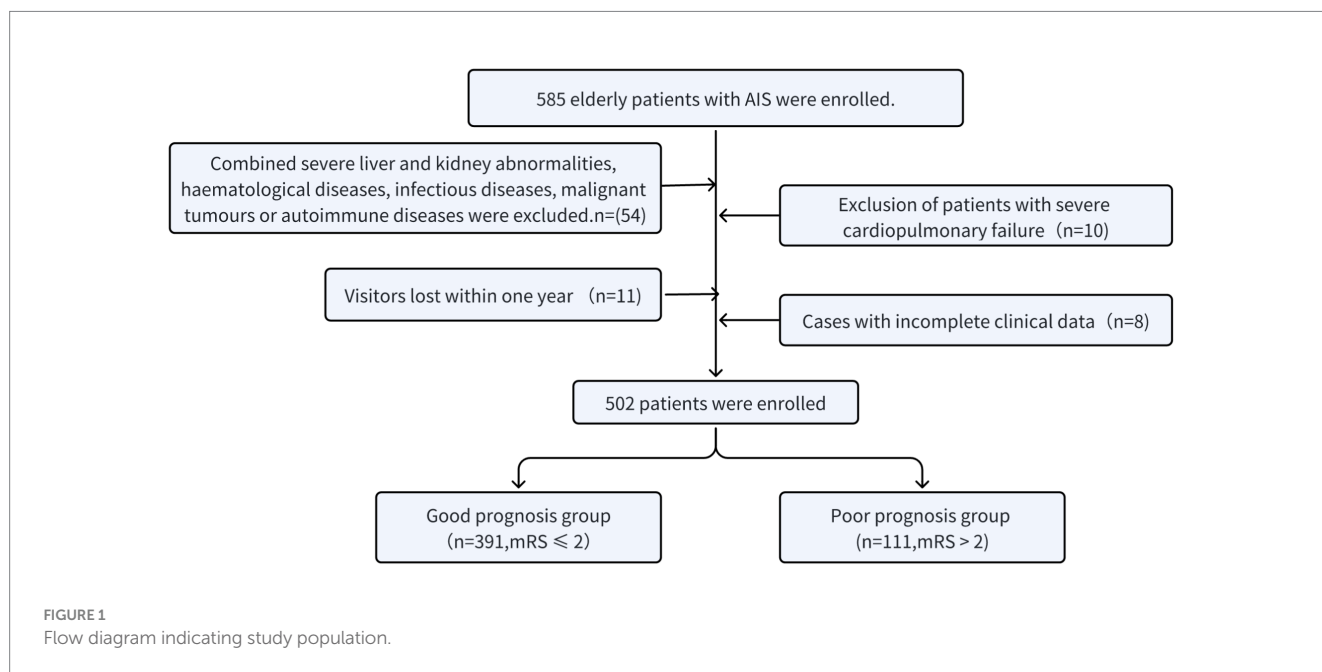 585 elderly patients with AIS were enrolled.
Combined severe liver and kidney abnormalities,
haematological diseases, infectious diseases, malignant
tumours or autoimmune diseases were excluded.n=(54)
Exclusion of patients with severe
cardiopulmonary failure（n=10)
Visitors lost within one year （n=11)
Cases with incomplete clinical data（n=8)
502 patients were enrolled
Good prognosis group
（n=391,mRS ≤ 2）
Poor prognosis group
(n=111,mRS > 2)
FIGURE 1
Flow diagram indicating study population.